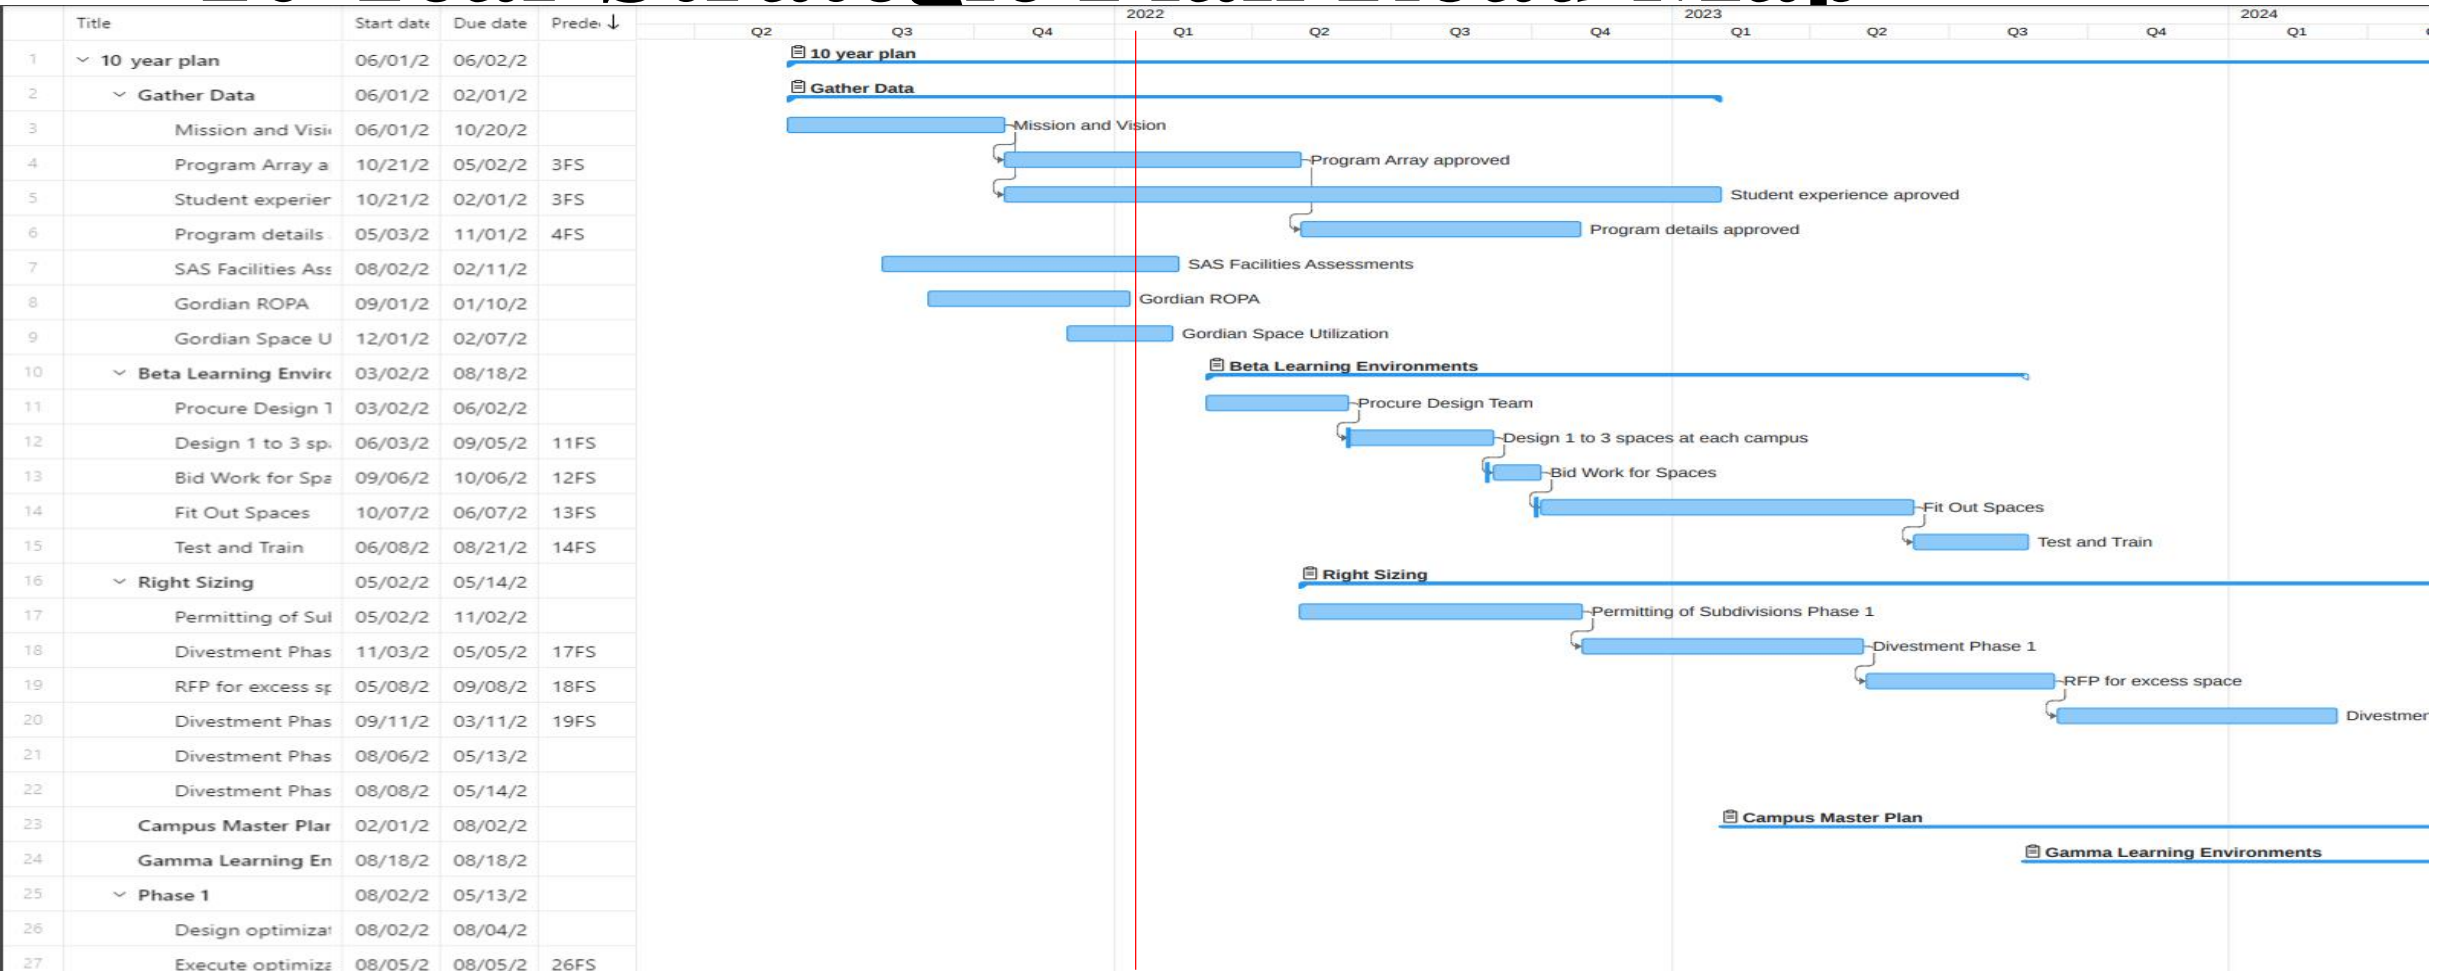 Title Start date Due date Prede 2022 2023 2024
Q2 Q3 Q4 Q1 Q2 Q3 Q4 Q1 Q2 Q3 Q4 Q1
1 10 year plan 06/01/2 06/02/2 10 year plan
2 Gather Data 06/01/2 02/01/2 Gather Data
3 Mission and Visi 06/01/2 10/20/2 Mission and Vision
4 Program Array a 10/21/2 05/02/2 3FS Program Array approved
5 Student experier 10/21/2 02/01/2 3FS Student experience aproved
6 Program details 05/03/2 11/01/2 4FS Program details approved
7 SAS Facilities Ass 08/02/2 02/11/2 SAS Facilities Assessments
8 Gordian ROPA 09/01/2 01/10/2 Gordian ROPA
9 Gordian Space U 12/01/2 02/07/2 Gordian Space Utilization
10 Beta Learning Enviro 03/02/2 08/18/2 Beta Learning Environments
11 Procure Design T 03/02/2 06/02/2 Procure Design Team
12 Design 1 to 3 sp 06/03/2 09/05/2 11FS Design 1 to 3 spaces at each campus
13 Bid Work for Spa 09/06/2 10/06/2 12FS Bid Work for Spaces
14 Fit Out Spaces 10/07/2 06/07/2 13FS Fit Out Spaces
15 Test and Train 06/08/2 08/21/2 14FS Test and Train
16 Right Sizing 05/02/2 05/14/2 Right Sizing
17 Permitting of Sul 05/02/2 11/02/2 Permitting of Subdivisions Phase 1
18 Divestment Phas 11/03/2 05/05/2 17FS Divestment Phase 1
19 RFP for excess sp 05/08/2 09/08/2 18FS RFP for excess space
20 Divestment Phas 09/11/2 03/11/2 19FS Divestmer
21 Divestment Phas 08/06/2 05/13/2
22 Divestment Phas 08/08/2 05/14/2
23 Campus Master Plar 02/01/2 08/02/2 Campus Master Plan
24 Gamma Learning En 08/18/2 08/18/2 Gamma Learning Environments
25 Phase 1 08/02/2 05/13/2
26 Design optimizat 08/02/2 08/04/2
27 Execute optimiza 08/05/2 08/05/2 26FS